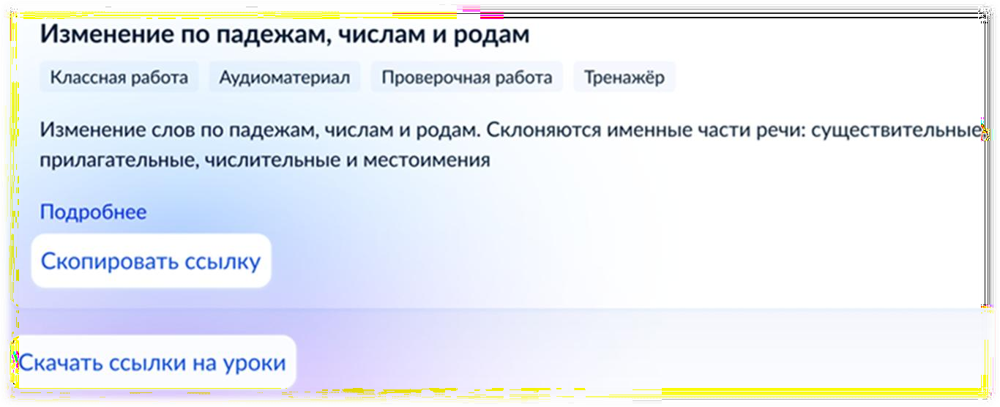 Изменение по падежам, числам и родам
Классная работа Аудиоматериал Проверочная работа Тренажёр
Изменение слов по падежам, числам и родам. Склоняются именные части речи: существительные,
прилагательные, числительные и местоимения
Подробнее
Скопировать ссылку
Скачать ссылки на уроки